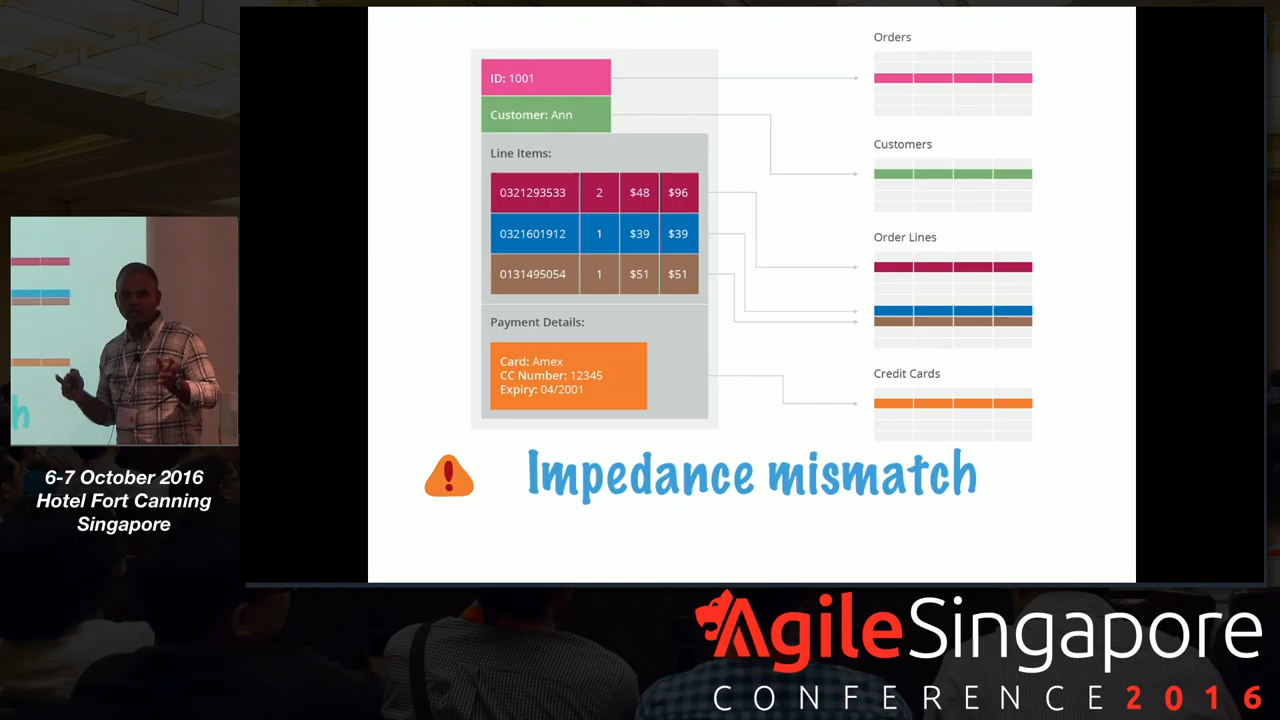 ID: 1001
Customer: Ann
Line Items:
0321293533 2 $48 $96
0321601912 1 $39 $39
0131495054 1 $51 $51
Payment Details:
Card: Amex
CC Number: 12345
Expiry: 04/2001
Orders
Customers
Order Lines
Credit Cards
Impedance mismatch
6-7 October 2016
Hotel Fort Canning
Singapore
AgileSingapore
CONFERENCE 2016